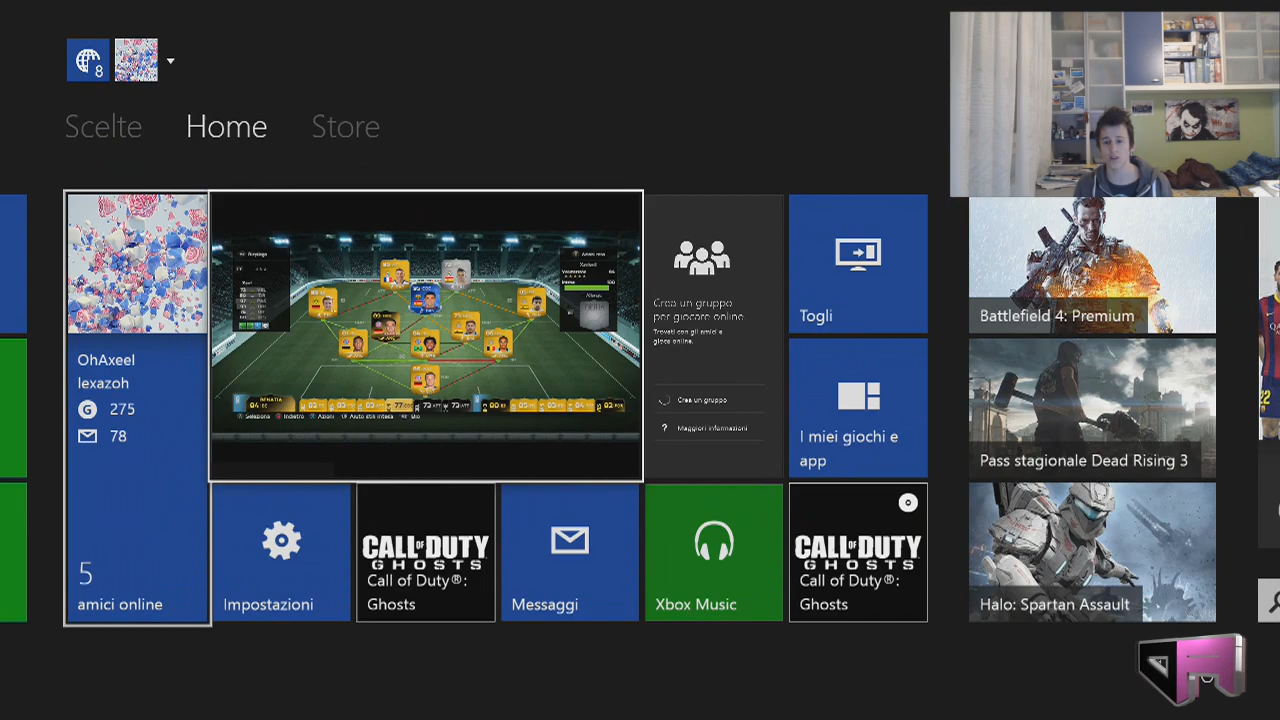 8
Scelte
Home
Store
OhAxeel
lexazoh
G 275
78
5
amici online
Crea un gruppo
per giocare online.
Trovati con gli amici e
gioca online.
Crea un gruppo
? Maggiori informazioni
Togli
I miei giochi e
app
Impostazioni
CALL OF DUTY
GHOSTS
Call of Duty®:
Ghosts
Messaggi
Xbox Music
CALL OF DUTY
GHOSTS
Call of Duty®:
Ghosts
Battlefield 4: Premium
Pass stagionale Dead Rising 3
Halo: Spartan Assault